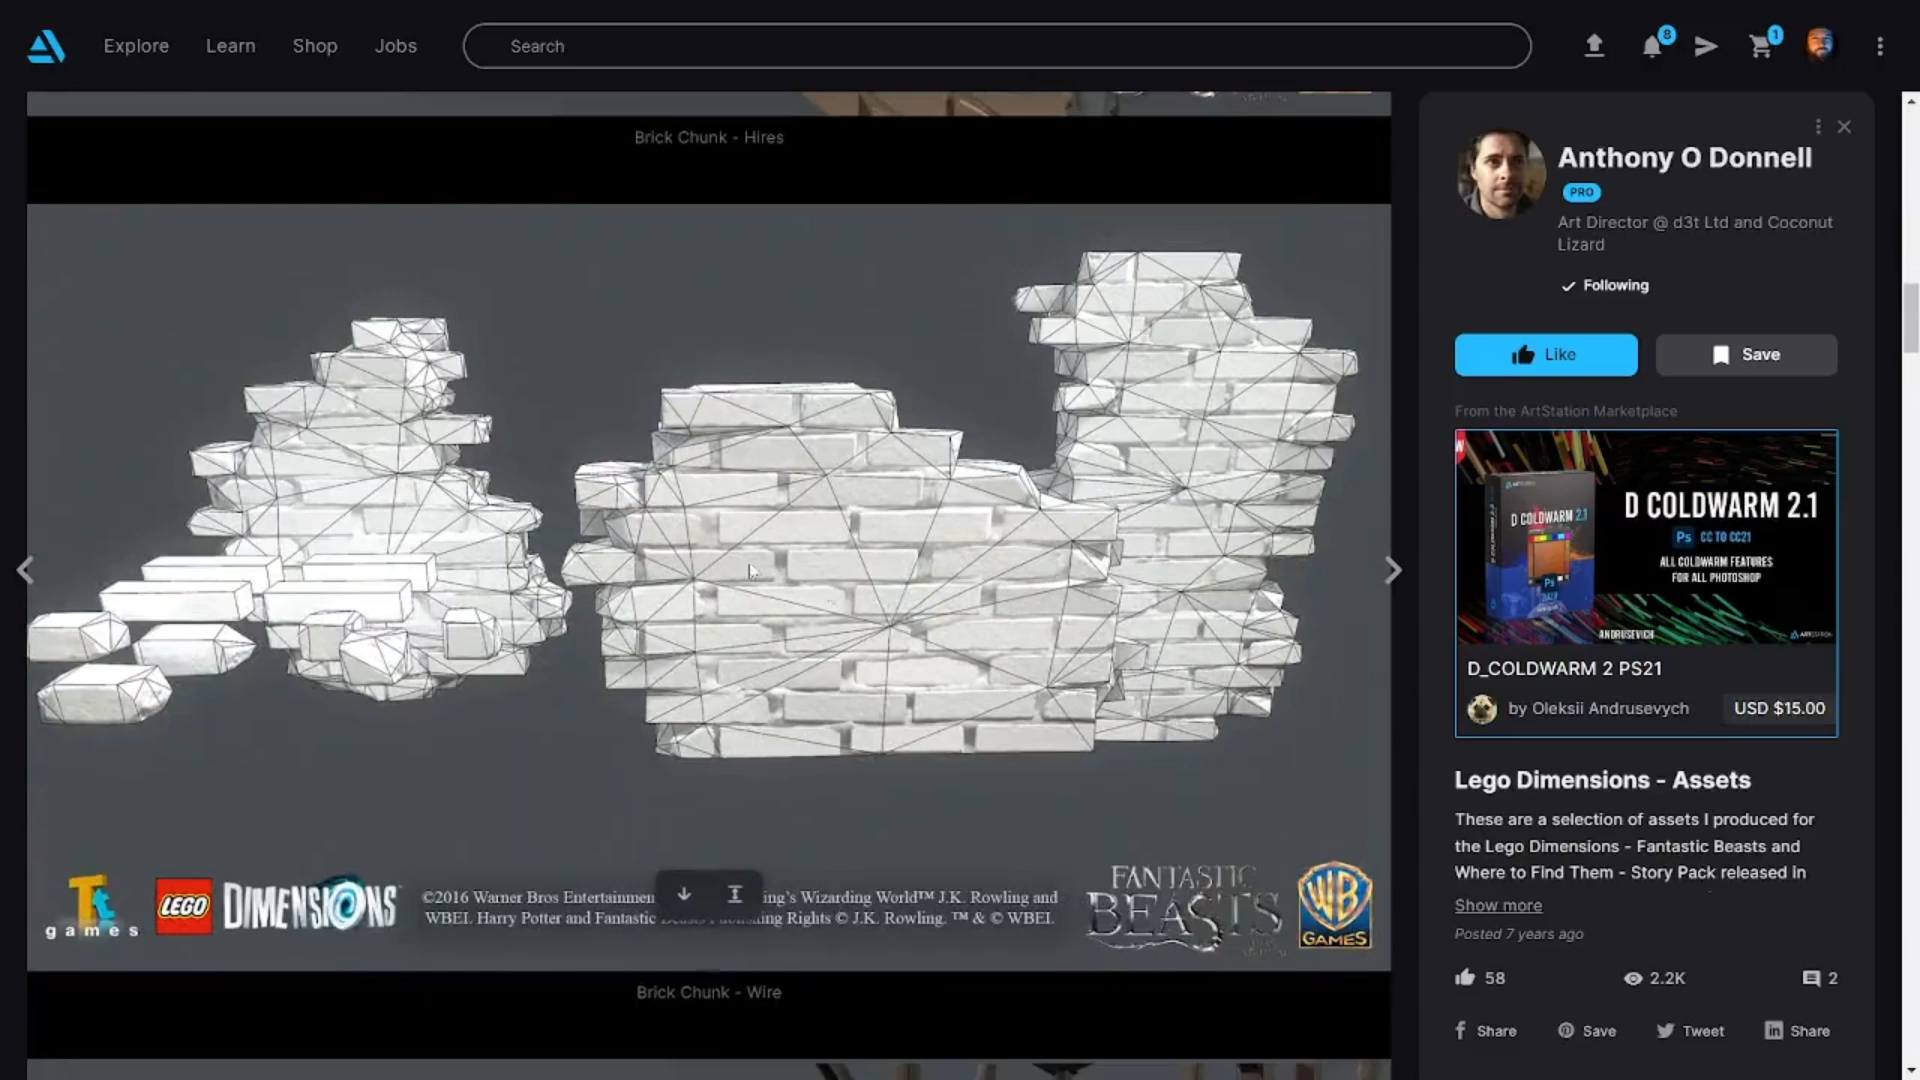 Explore
Learn
Shop
Jobs
Search
8
1
Brick Chunk - Hires
Tt
games
LEGO
DIMENSIONS
©2016 Warner Bros Entertainmen
ing's Wizarding World™ J.K. Rowling and
WBEI. Harry Potter and Fantastic
ing Rights © J.K. Rowling. ™ & © WBEI.
FANTASTIC
BEASTS
WB
GAMES
Brick Chunk - Wire
Anthony O Donnell
PRO
Art Director @ d3t Ltd and Coconut
Lizard
Following
Like
Save
From the ArtStation Marketplace
D COLDWARM 2.1
D COLDWARM 2.1
Ps CC TO CC21
ALL COLDWARM FEATURES
FOR ALL PHOTOSHOP
Ps
ANDRUSEVICH
D_COLDWARM 2 PS21
by Oleksii Andrusevych
USD $15.00
Lego Dimensions - Assets
These are a selection of assets I produced for
the Lego Dimensions - Fantastic Beasts and
Where to Find Them - Story Pack released in
Show more
Posted 7 years ago
58
2.2K
2
Share
Save
Tweet
Share